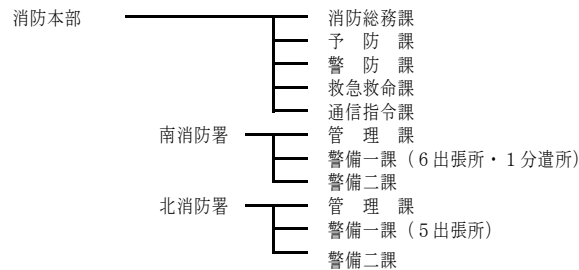 消防本部 消防総務課
予 防 課
警 防 課
救急救命課
通信指令課
南消防署 管 理 課
警備一課（６出張所・１分遣所）
警備二課
北消防署 管 理 課
警備一課（５出張所）
警備二課